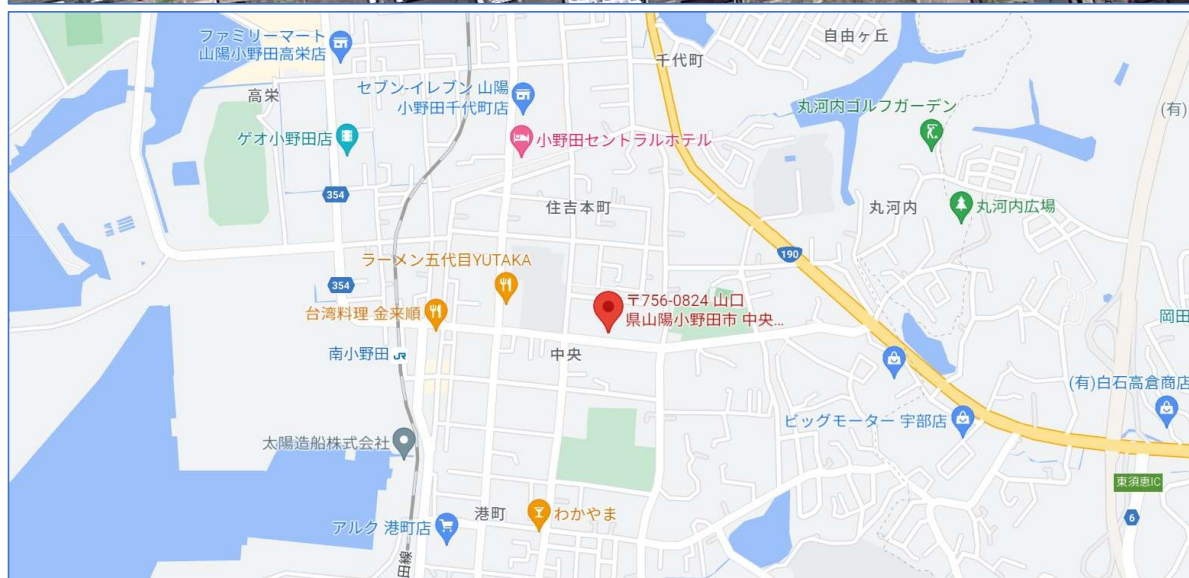 ファミリーマート
山陽小野田高栄店
自由ヶ丘
千代町
高栄
セブン-イレブン 山陽
小野田千代町店
丸河内ゴルフガーデン
(有)
ゲオ小野田店
小野田セントラルホテル
354
住吉本町
丸河内
丸河内広場
190
ラーメン五代目YUTAKA
354
台湾料理 金来順
〒756-0824 山口
県山陽小野田市 中央...
岡田
南小野田
JR
中央
(有)白石高倉商店
ビッグモーター 宇部店
太陽造船株式会社
東須恵IC
港町
わかやま
アルク 港町店
6
田線